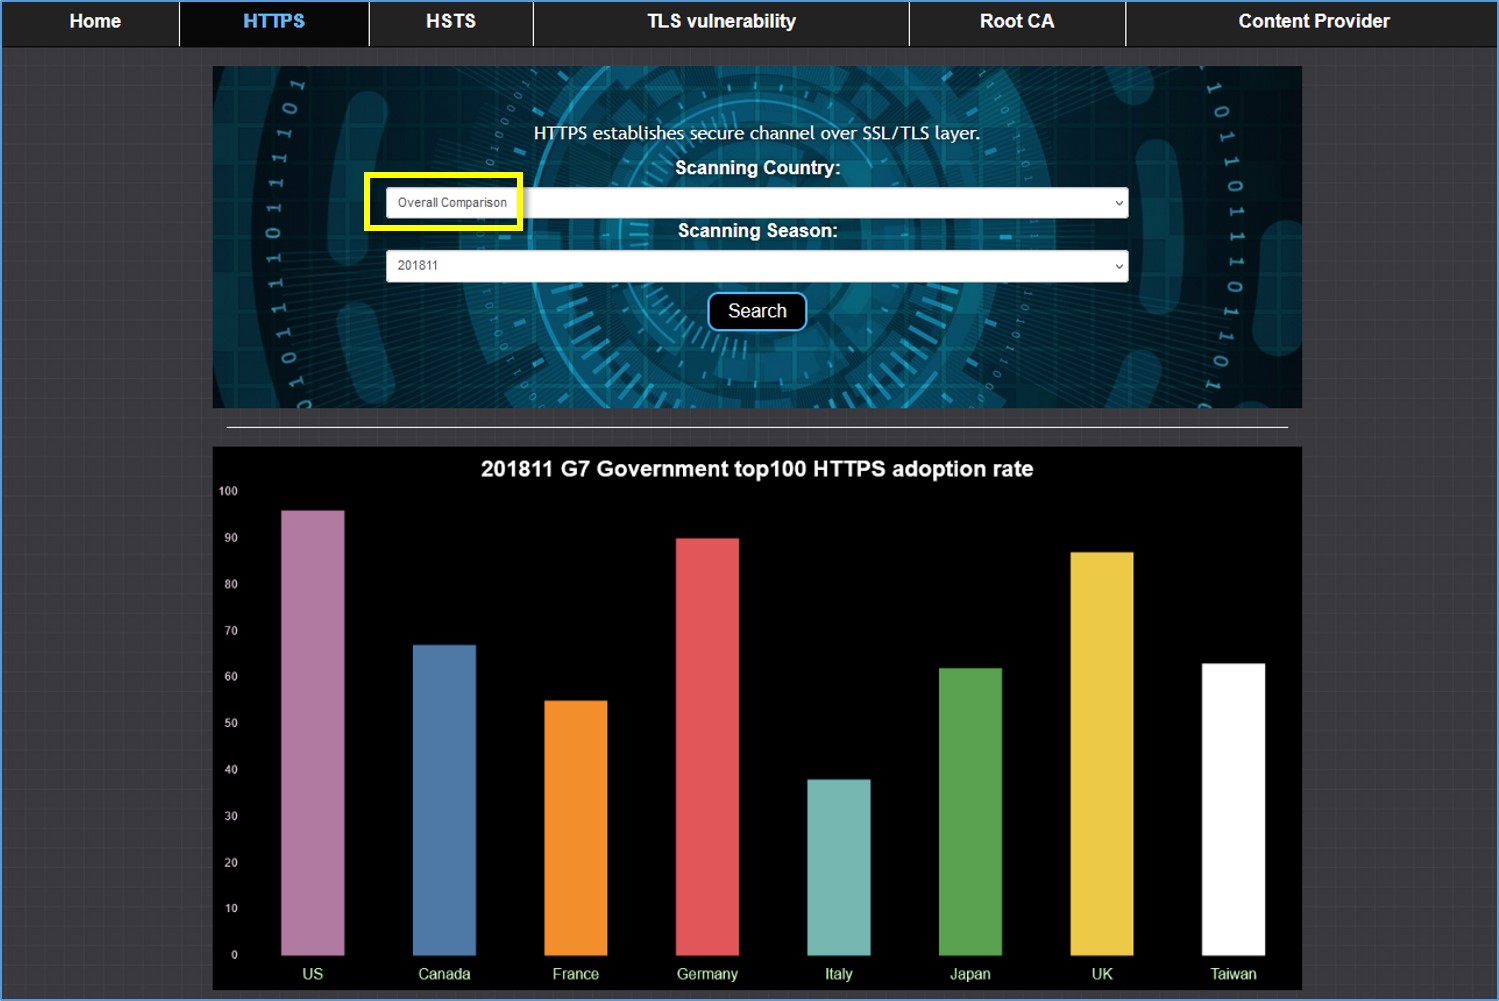 Home HTTPS HSTS TLS vulnerability Root CA Content Provider
HTTPS establishes secure channel over SSL/TLS layer.
Scanning Country:
Overall Comparison
Scanning Season:
201811
Search
201811 G7 Government top100 HTTPS adoption rate
100
90
80
70
60
50
40
30
20
10
0
US Canada France Germany Italy Japan UK Taiwan